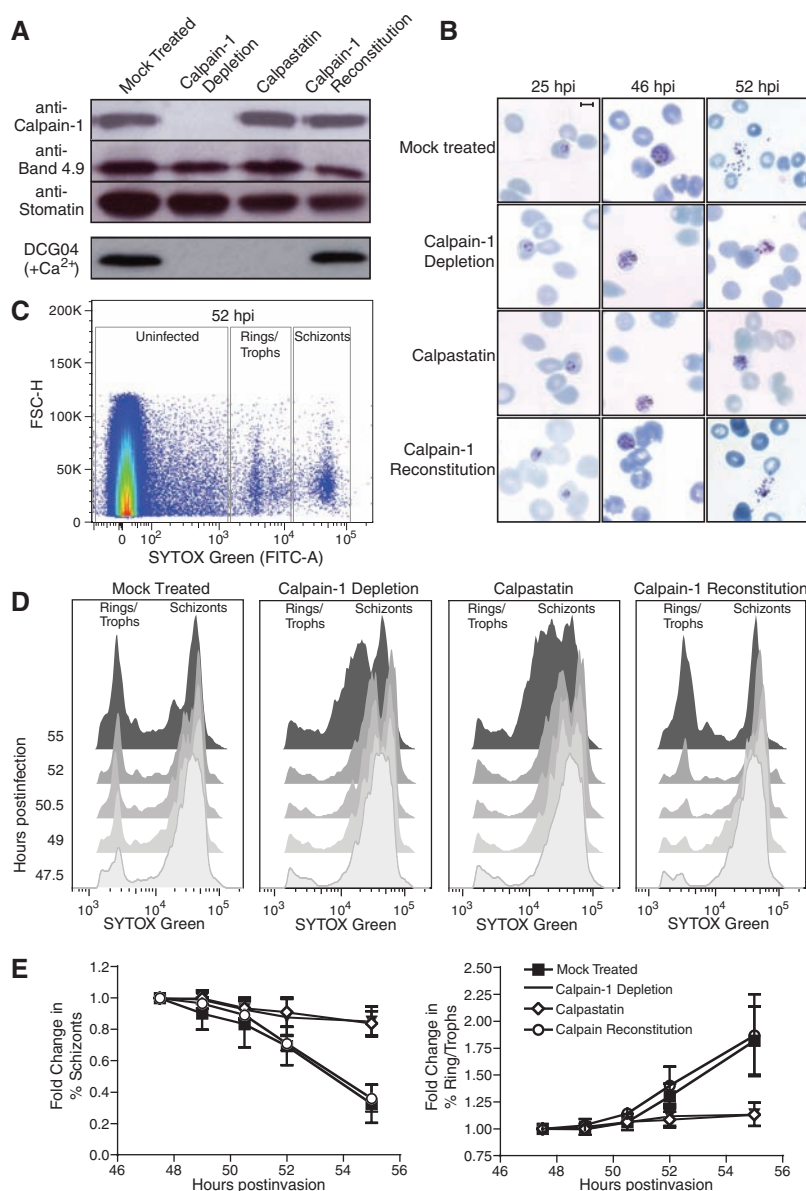 A
Mock Treated
Calpain-1
Depletion
Calpastatin
Calpain-1
Reconstitution
anti-
Calpain-1
anti-
Band 4.9
anti-
Stomatin
DCG04
(+Ca2+)
B
25 hpi 46 hpi 52 hpi
Mock treated
Calpain-1
Depletion
Calpastatin
Calpain-1
Reconstitution
C
52 hpi
Uninfected Rings/ Schizonts
Trophs
FSC-H
200K
150K
100K
50K
0
0 10^2 10^3 10^4 10^5
SYTOX Green (FITC-A)
D
Mock Treated Calpain-1 Depletion Calpastatin Calpain-1 Reconstitution
Rings/ Schizonts Rings/ Schizonts Rings/ Schizonts Rings/ Schizonts
Trophs Trophs Trophs Trophs
Hours postinfection
55
52
50.5
49
47.5
10^3 10^4 10^5 10^3 10^4 10^5 10^3 10^4 10^5 10^3 10^4 10^5
SYTOX Green SYTOX Green SYTOX Green SYTOX Green
E
Fold Change in
% Schizonts
1.2
1.0
0.8
0.6
0.4
0.2
0.0
46 48 50 52 54 56
Hours postinvasion
Fold Change in
% Ring/Trophs
2.50
2.25
2.00
1.75
1.50
1.25
1.00
0.75
Mock Treated
Calpain-1 Depletion
Calpastatin
Calpain Reconstitution
46 48 50 52 54 56
Hours postinvasion